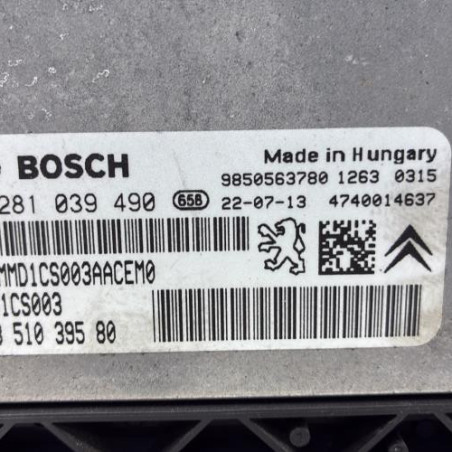 BOSCH
Made in Hungary
9850563780 1263 0315
281 039 490 658 22-07-13 4740014637
MMD1CS003AACEM0
1CS003
510 395 80